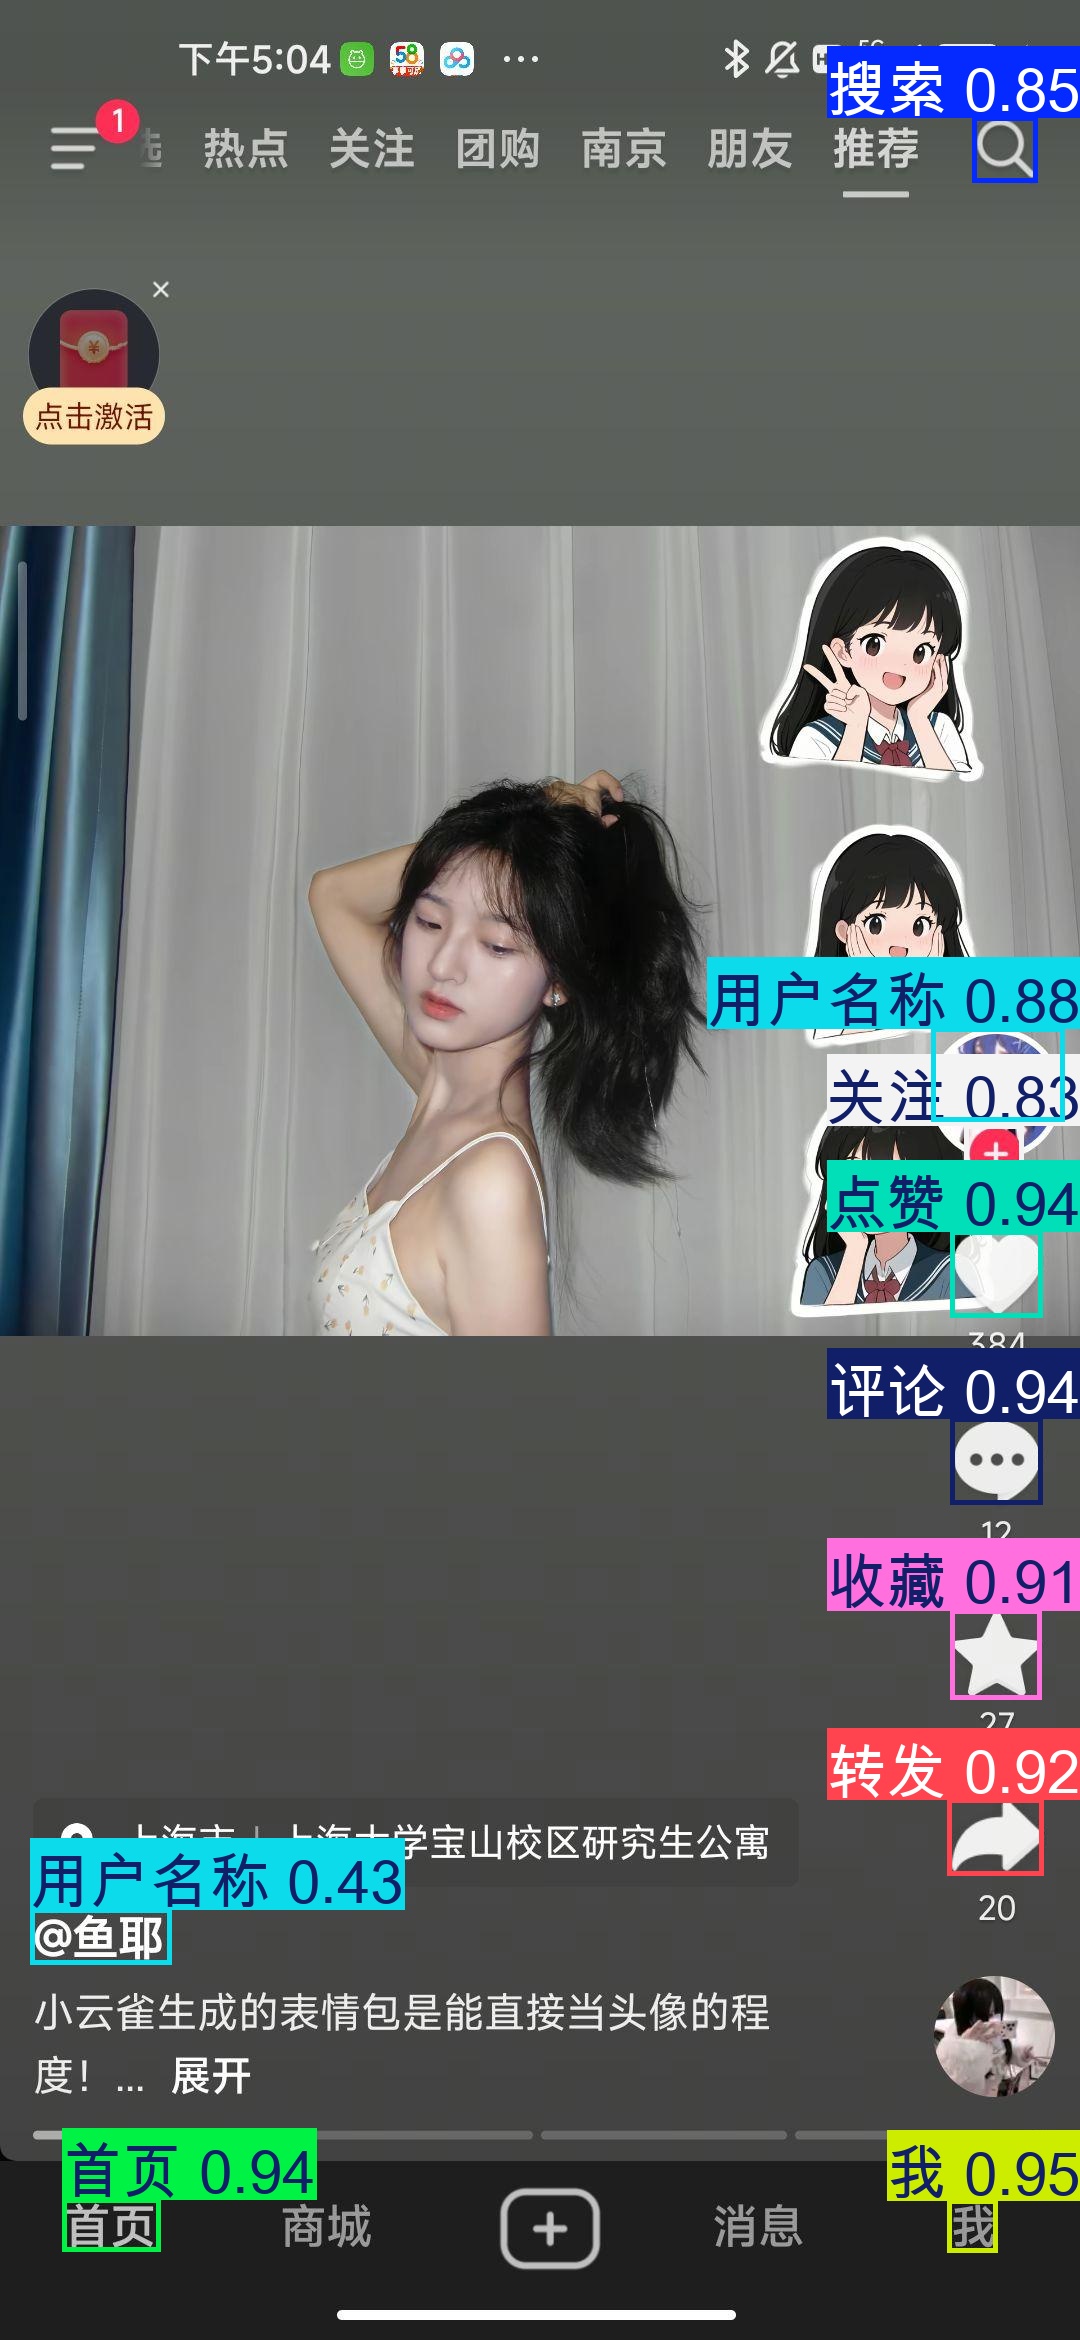 下午5:04
搜索 0.85
1
热点 关注 团购 南京 朋友 推荐
点击激活
用户名称 0.88
关注 0.83
点赞 0.94
384
评论 0.94
12
收藏 0.91
27
转发 0.92
上海市 | 上海大学宝山校区研究生公寓
20
用户名称 0.43
@鱼耶
小云雀生成的表情包是能直接当头像的程
度！... 展开
首页 0.94
我 0.95
首页 商城 消息 我